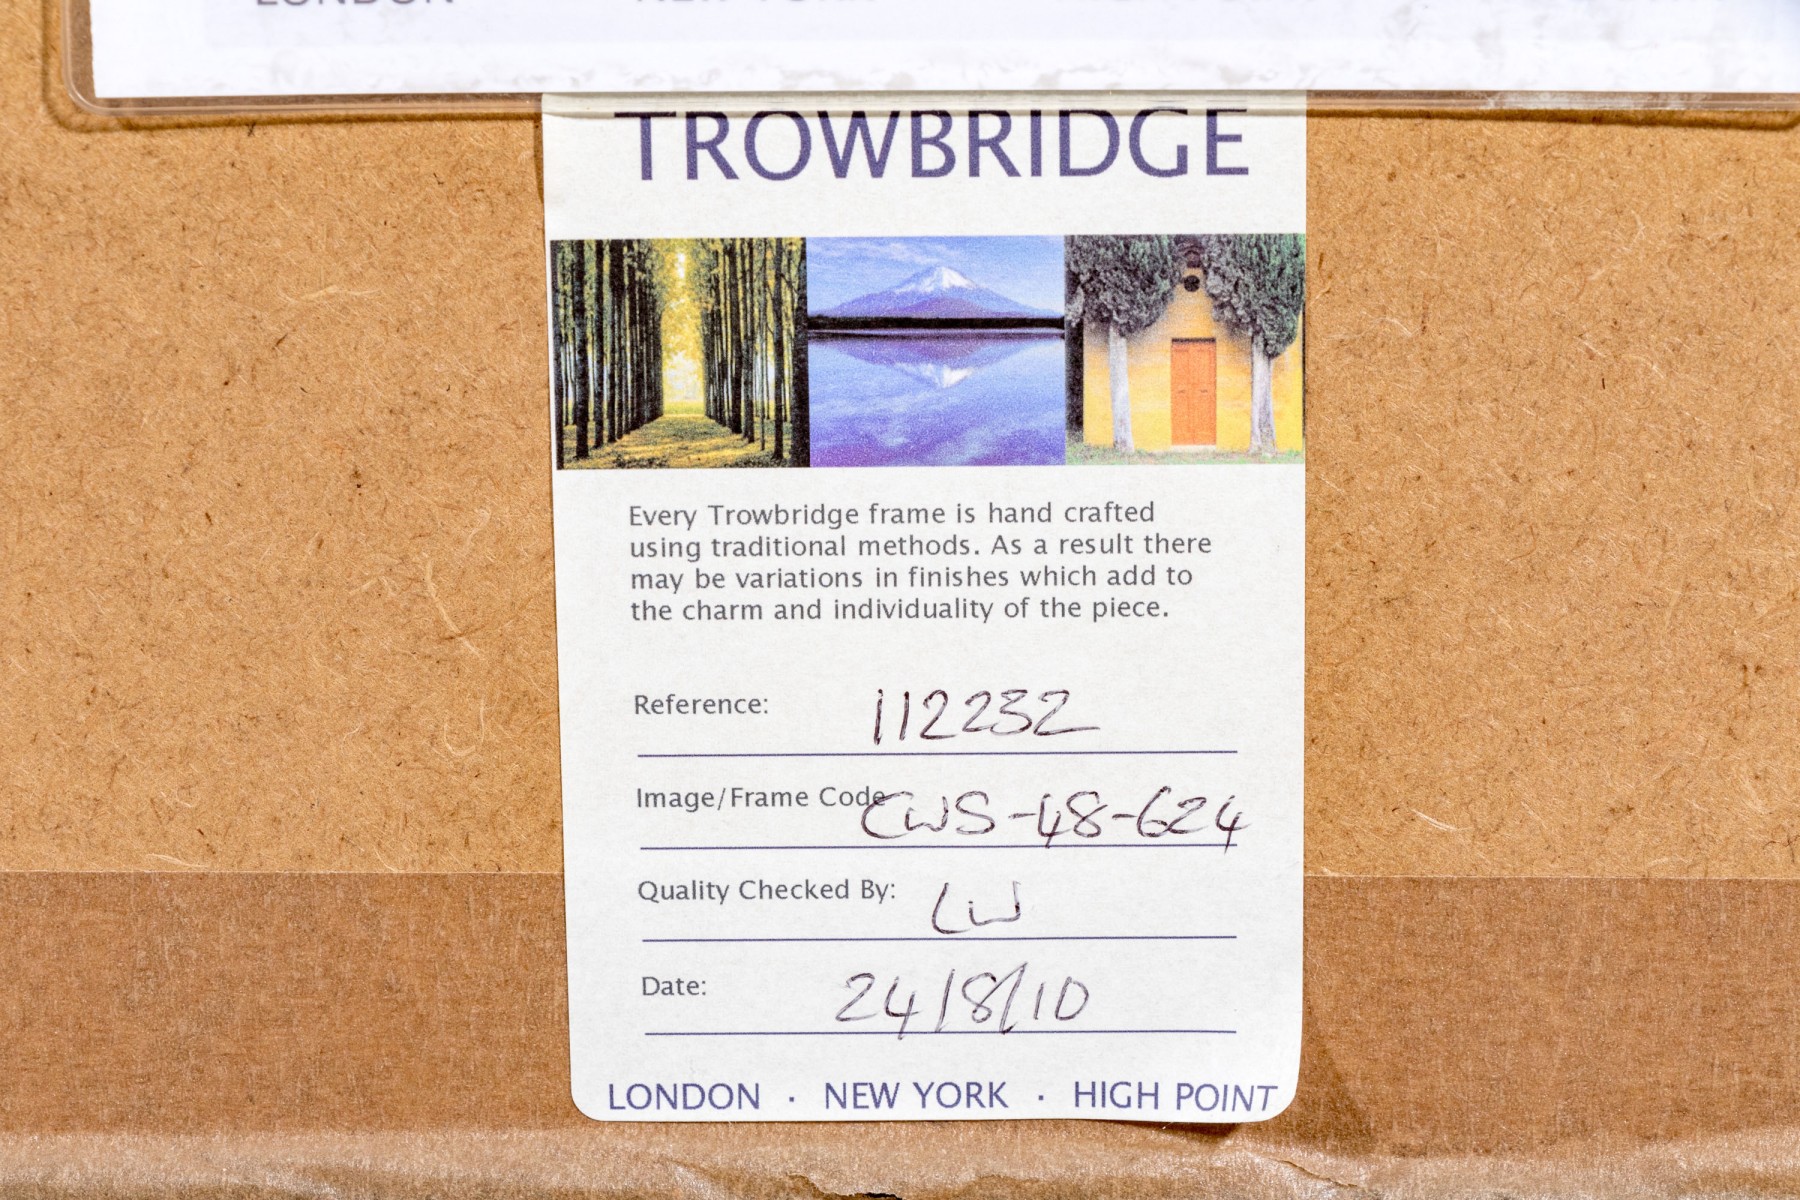 LONDON
TROWBRIDGE
Every Trowbridge frame is hand crafted
using traditional methods. As a result there
may be variations in finishes which add to
the charm and individuality of the piece.
Reference: 112232
Image/Frame Code CWS-48-624
Quality Checked By: LW
Date: 24/8/10
LONDON · NEW YORK · HIGH POINT